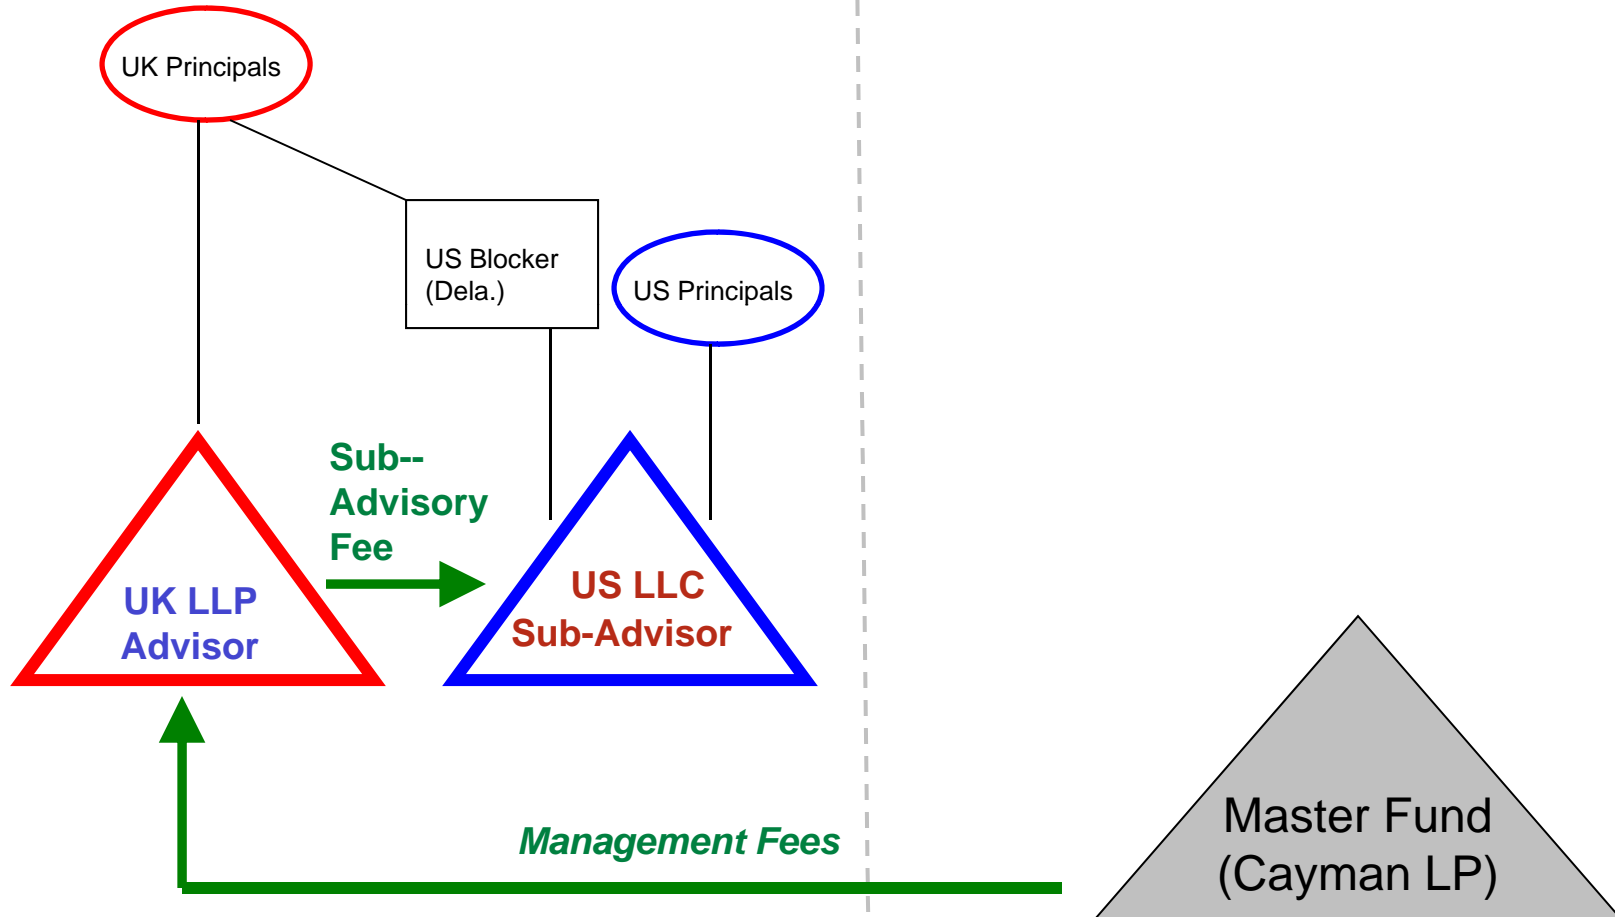 UK Principals
US Blocker
(Dela.)
US Principals
Sub--
Advisory
Fee
UK LLP
Advisor
US LLC
Sub-Advisor
Management Fees
Master Fund
(Cayman LP)